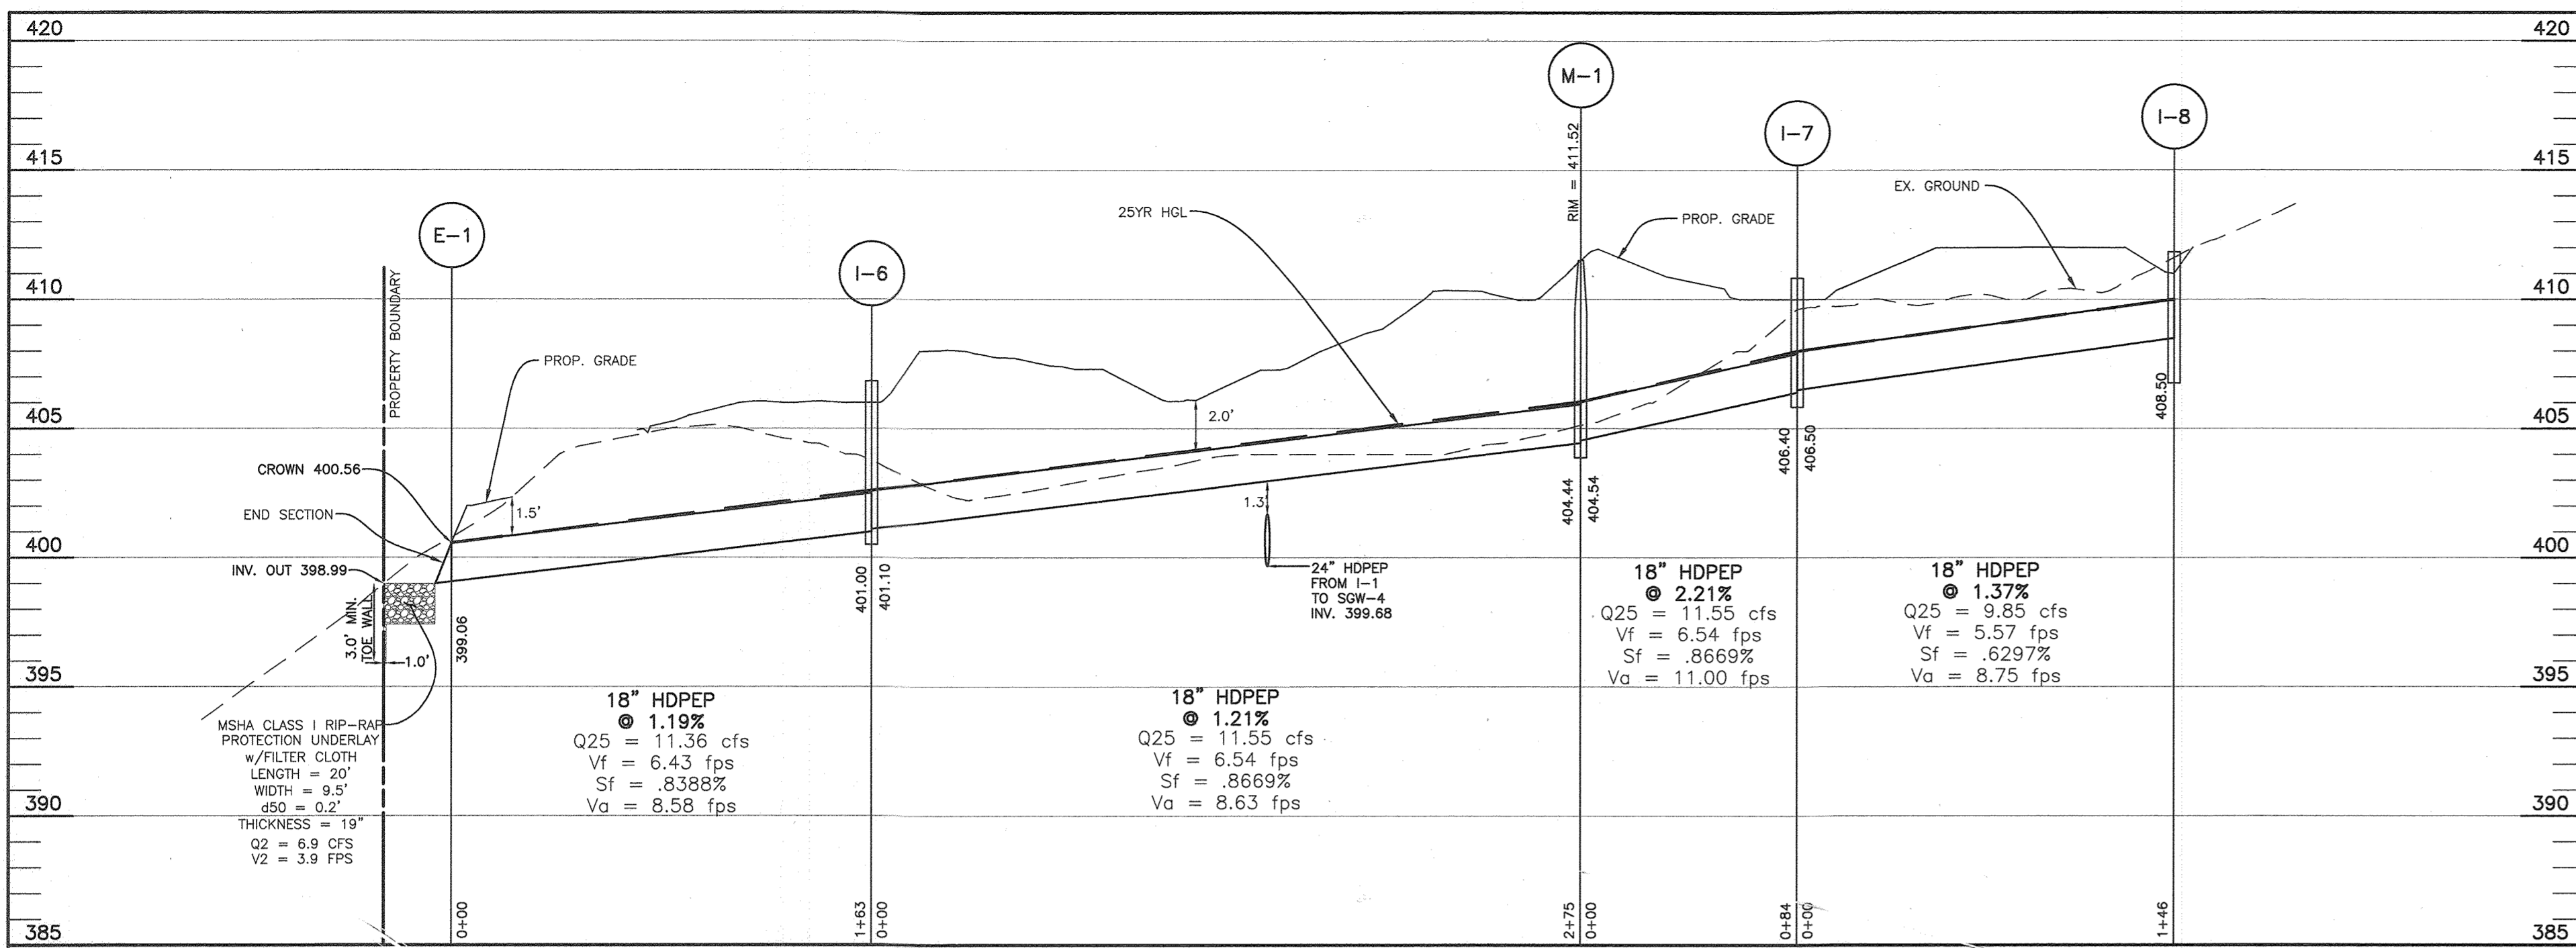 420
420
415
415
410
410
405
405
400
400
395
395
390
390
385
385
E-1
I-6
M-1
I-7
I-8
PROPERTY BOUNDARY
RIM = 411.52
25YR HGL
PROP. GRADE
EX. GROUND
PROP. GRADE
2.0'
1.5'
1.3
CROWN 400.56
END SECTION
INV. OUT 398.99
3.0' MIN.
TOE WALL
1.0'
399.06
401.00
401.10
404.44
404.54
406.40
406.50
408.50
24" HDPEP
FROM I-1
TO SGW-4
INV. 399.68
MSHA CLASS I RIP-RAP
PROTECTION UNDERLAY
w/FILTER CLOTH
LENGTH = 20'
WIDTH = 9.5'
d50 = 0.2'
THICKNESS = 19"
Q2 = 6.9 CFS
V2 = 3.9 FPS
18" HDPEP
@ 1.19%
Q25 = 11.36 cfs
Vf = 6.43 fps
Sf = .8388%
Va = 8.58 fps
18" HDPEP
@ 1.21%
Q25 = 11.55 cfs
Vf = 6.54 fps
Sf = .8669%
Va = 8.63 fps
18" HDPEP
@ 2.21%
Q25 = 11.55 cfs
Vf = 6.54 fps
Sf = .8669%
Va = 11.00 fps
18" HDPEP
@ 1.37%
Q25 = 9.85 cfs
Vf = 5.57 fps
Sf = .6297%
Va = 8.75 fps
0+00
1+63
0+00
2+75
0+00
0+84
0+00
1+46